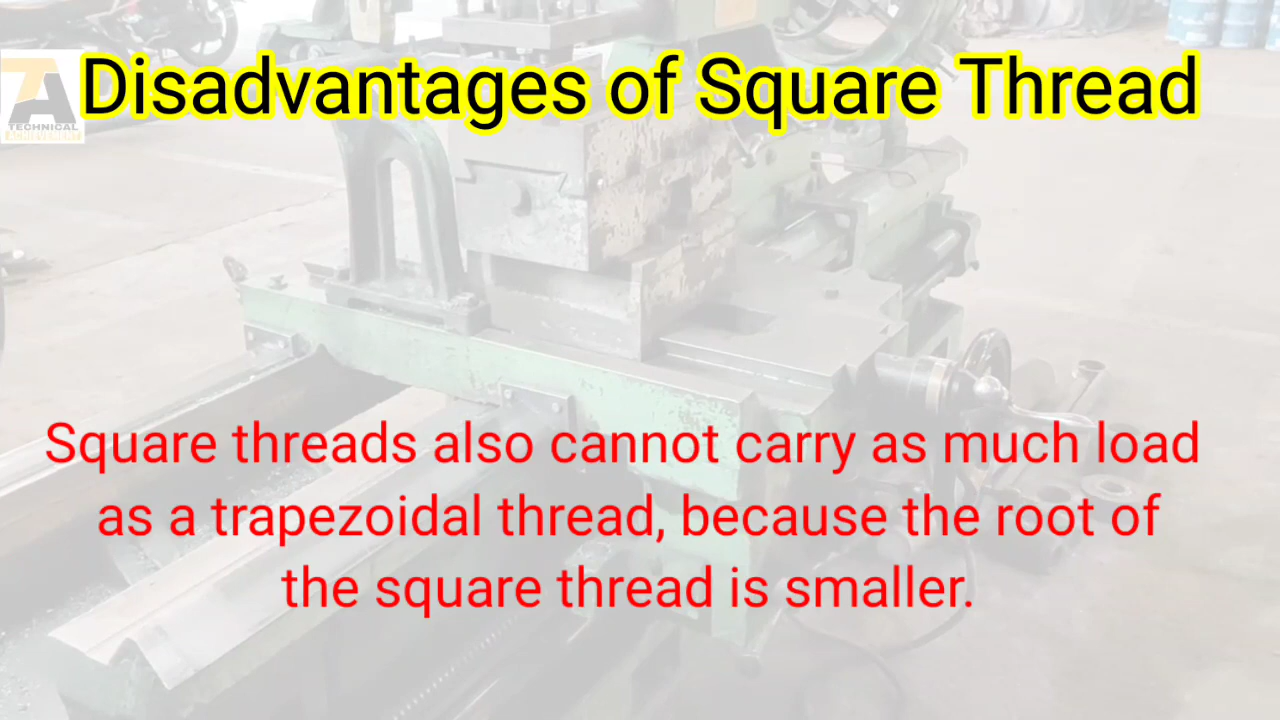 Disadvantages of Square Thread
TECHNICAL
Square threads also cannot carry as much load
as a trapezoidal thread, because the root of
the square thread is smaller.